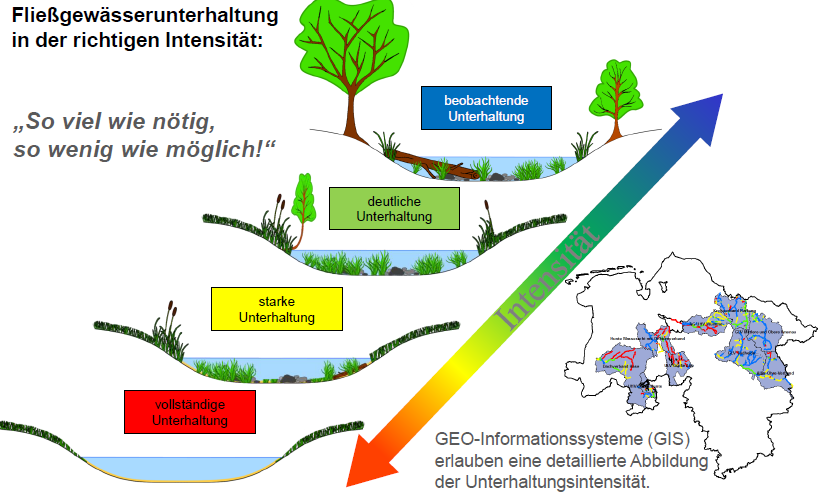 Fließgewässerunterhaltung
in der richtigen Intensität:
„So viel wie nötig,
so wenig wie möglich!“
beobachtende
Unterhaltung
deutliche
Unterhaltung
starke
Unterhaltung
vollständige
Unterhaltung
Intensität
GEO-Informationssysteme (GIS)
erlauben eine detaillierte Abbildung
der Unterhaltungsintensität.